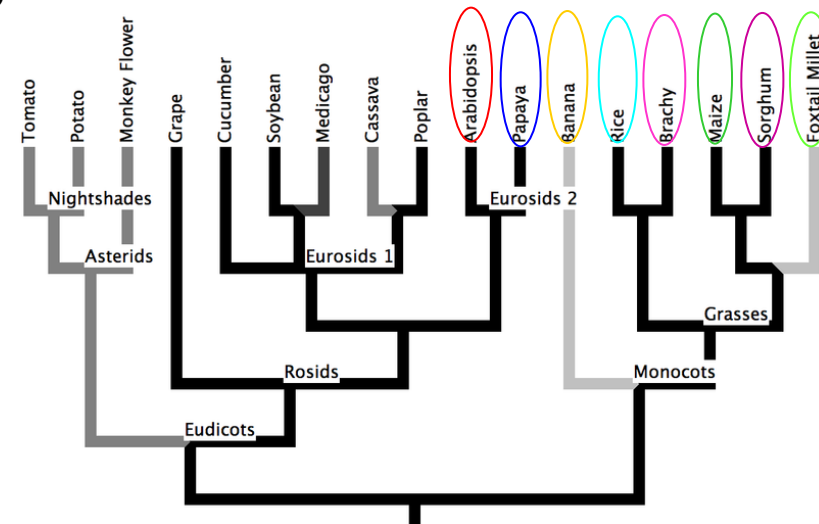 Tomato
Potato
Monkey Flower
Grape
Cucumber
Soybean
Medicago
Cassava
Poplar
Arabidopsis
Papaya
Banana
Rice
Brachy
Maize
Sorghum
Foxtail Millet
Nightshades
Eurosids 2
Asterids
Eurosids 1
Grasses
Rosids
Monocots
Eudicots